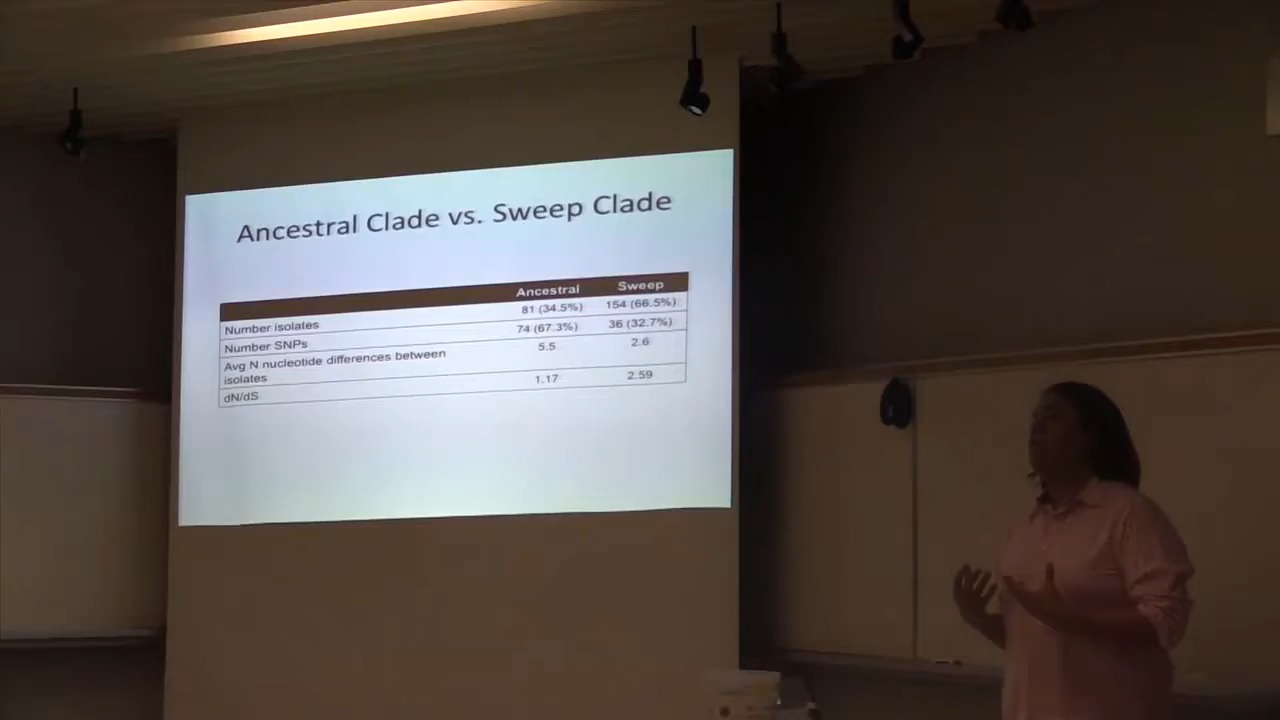 Ancestral Clade vs. Sweep Clade
Ancestral Sweep
Number isolates 81 (34.5%) 154 (66.5%)
Number SNPs 74 (67.3%) 36 (32.7%)
Avg N nucleotide differences between
isolates 5.5 2.6
dN/dS 1.17 2.59